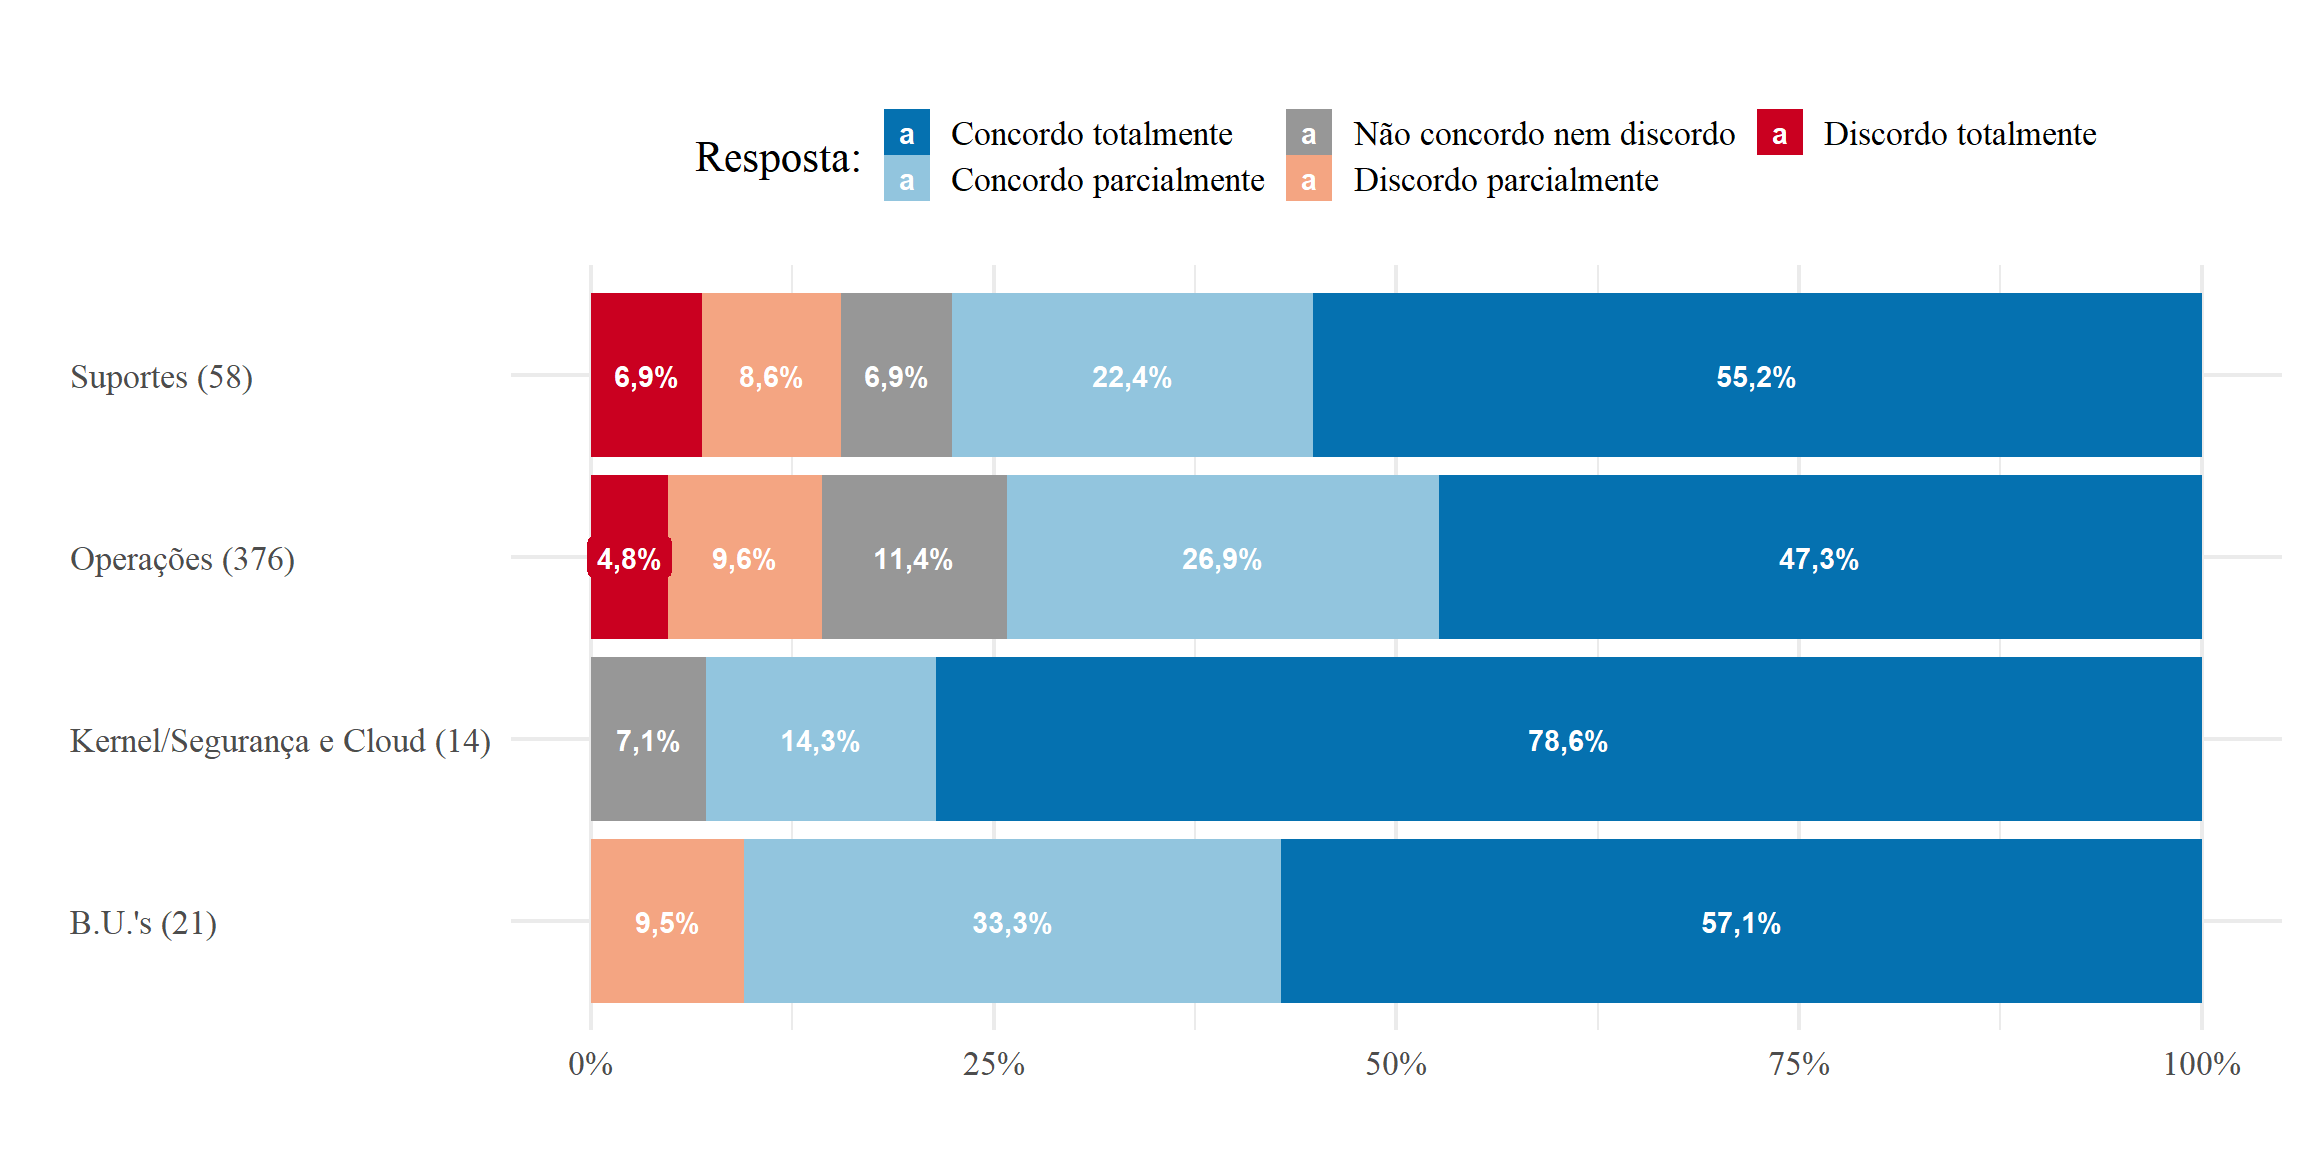 Resposta:
a Concordo totalmente a Não concordo nem discordo a Discordo totalmente
a Concordo parcialmente a Discordo parcialmente
Suportes (58) 6,9% 8,6% 6,9% 22,4% 55,2%
Operações (376) 4,8% 9,6% 11,4% 26,9% 47,3%
Kernel/Segurança e Cloud (14) 7,1% 14,3% 78,6%
B.U.'s (21) 9,5% 33,3% 57,1%
0% 25% 50% 75% 100%